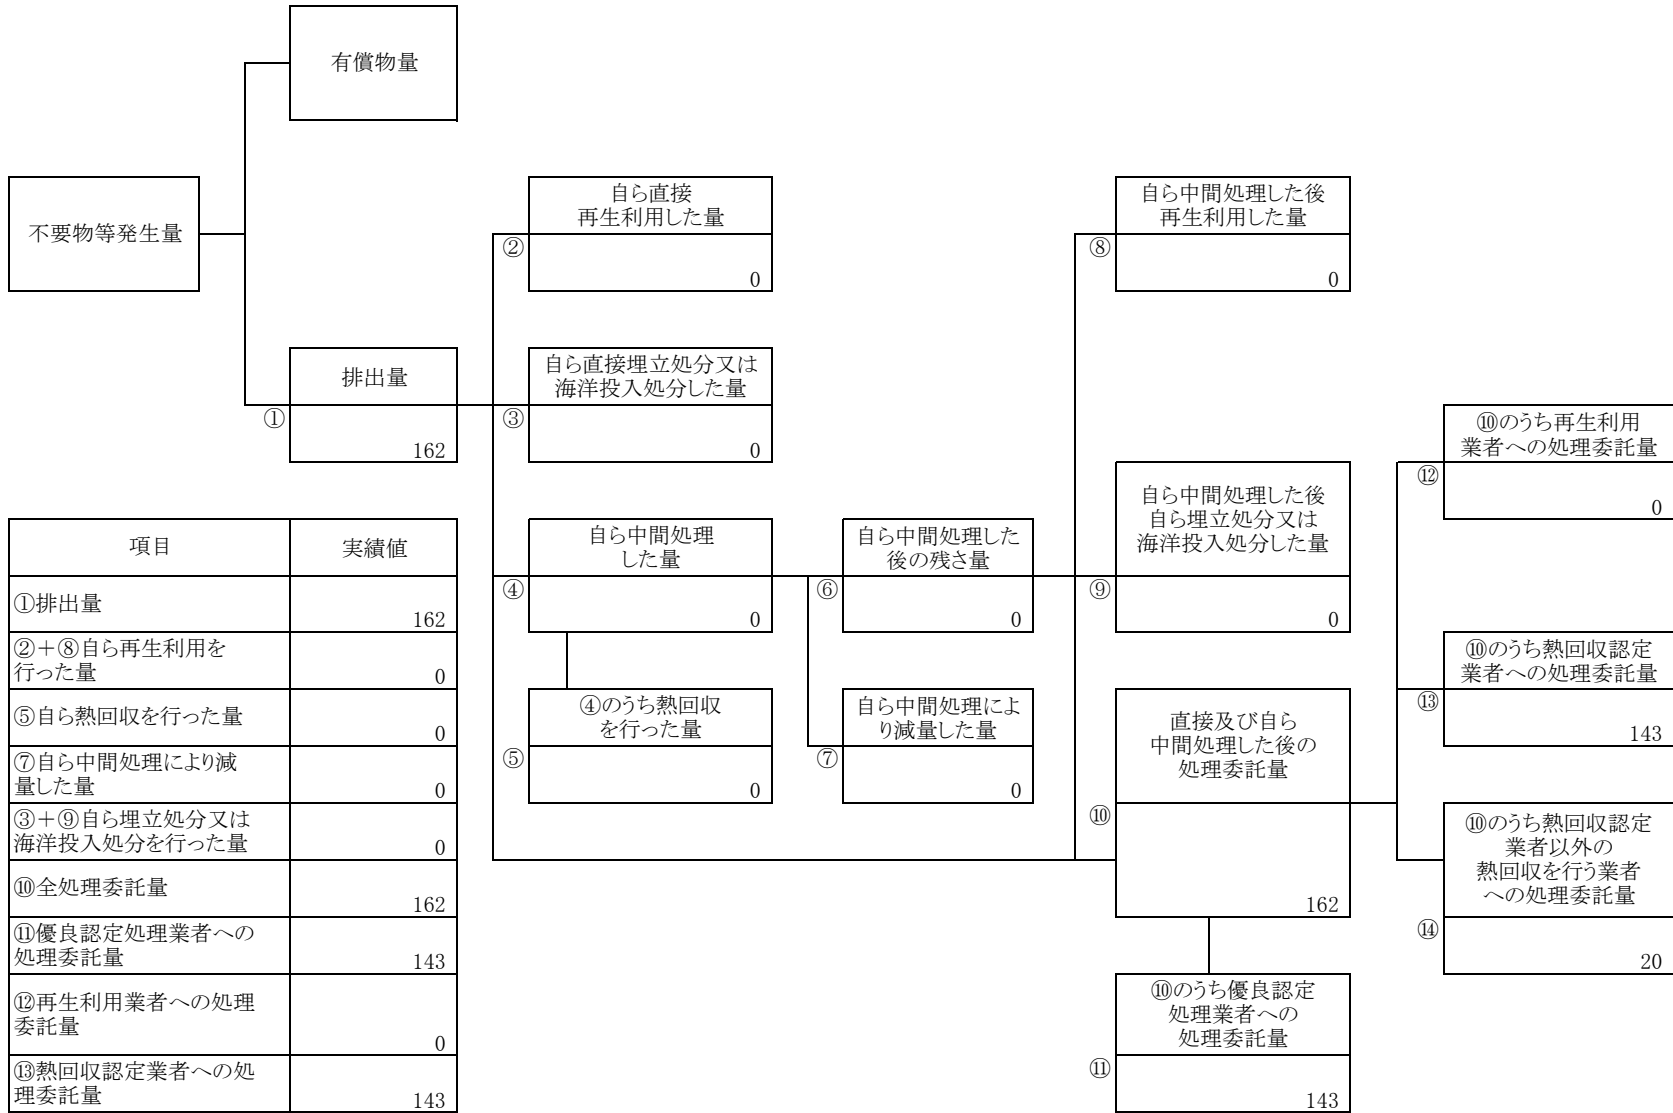 有償物量
不要物等発生量
自ら直接
再生利用した量
②
0
自ら中間処理した後
再生利用した量
⑧
0
排出量
①
162
自ら直接埋立処分又は
海洋投入処分した量
③
0
⑩のうち再生利用
業者への処理委託量
⑫
0
自ら中間処理
した量
④
0
自ら中間処理した
後の残さ量
⑥
0
自ら中間処理した後
自ら埋立処分又は
海洋投入処分した量
⑨
0
⑩のうち熱回収認定
業者への処理委託量
⑬
143
④のうち熱回収
を行った量
⑤
0
自ら中間処理によ
り減量した量
⑦
0
直接及び自ら
中間処理した後の
処理委託量
⑩
162
⑩のうち熱回収認定
業者以外の
熱回収を行う業者
への処理委託量
⑭
20
⑩のうち優良認定
処理業者への
処理委託量
⑪
143
項目 実績値
①排出量 162
②＋⑧自ら再生利用を
行った量 0
⑤自ら熱回収を行った量 0
⑦自ら中間処理により減
量した量 0
③＋⑨自ら埋立処分又は
海洋投入処分を行った量 0
⑩全処理委託量 162
⑪優良認定処理業者への
処理委託量 143
⑫再生利用業者への処理
委託量 0
⑬熱回収認定業者への処
理委託量 143